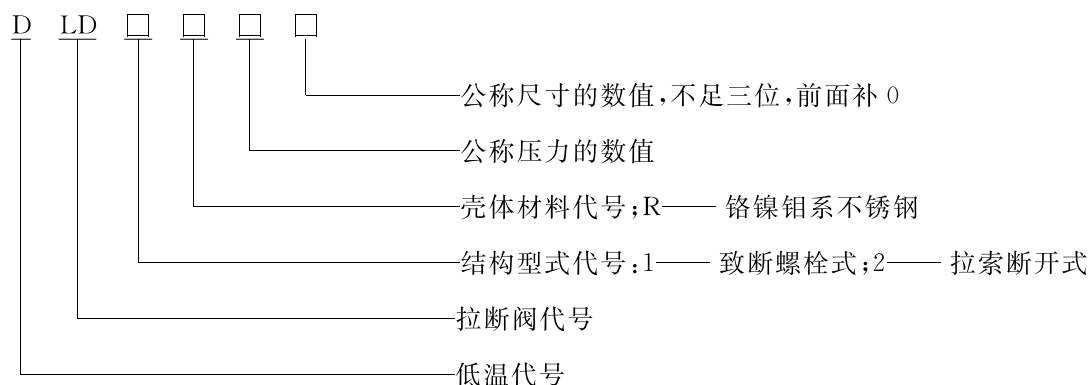 D LD □ □ □ □
公称尺寸的数值,不足三位,前面补 0
公称压力的数值
壳体材料代号;R—— 铬镍钼系不锈钢
结构型式代号:1—— 致断螺栓式;2—— 拉索断开式
拉断阀代号
低温代号